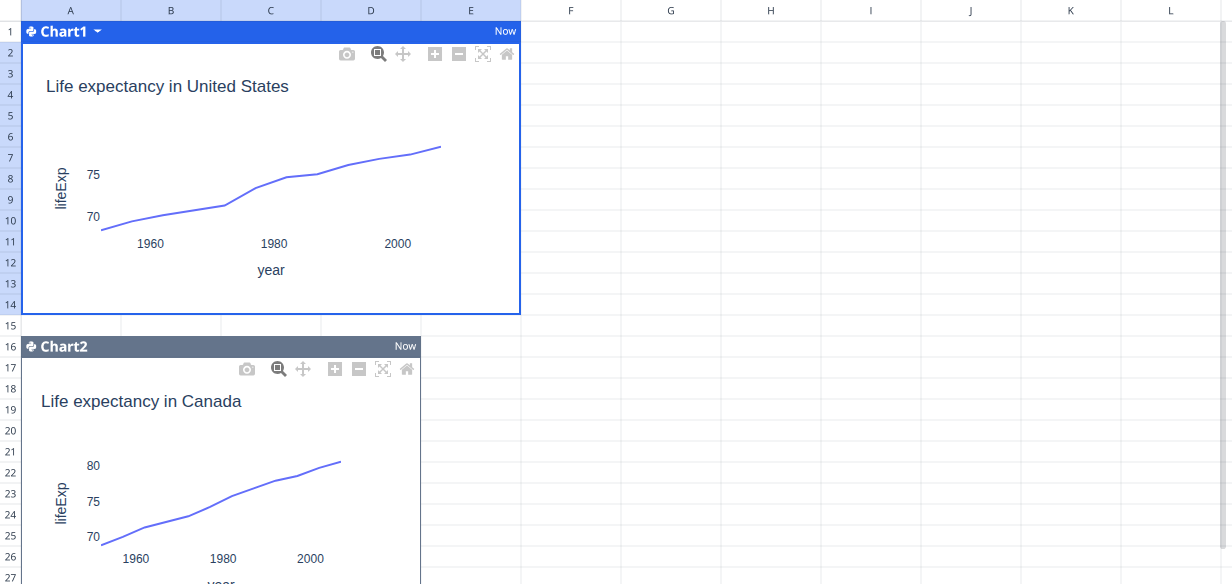 A B C D E F G H I J K L
1 Chart1 Now
2
3
4 Life expectancy in United States
5
6
7
8 75
lifeExp
9
10 70
11 1960 1980 2000
12 year
13
14
15
16 Chart2 Now
17
18
19 Life expectancy in Canada
20
21
22 80
23 75
lifeExp
24
25 70
26 1960 1980 2000
27 year